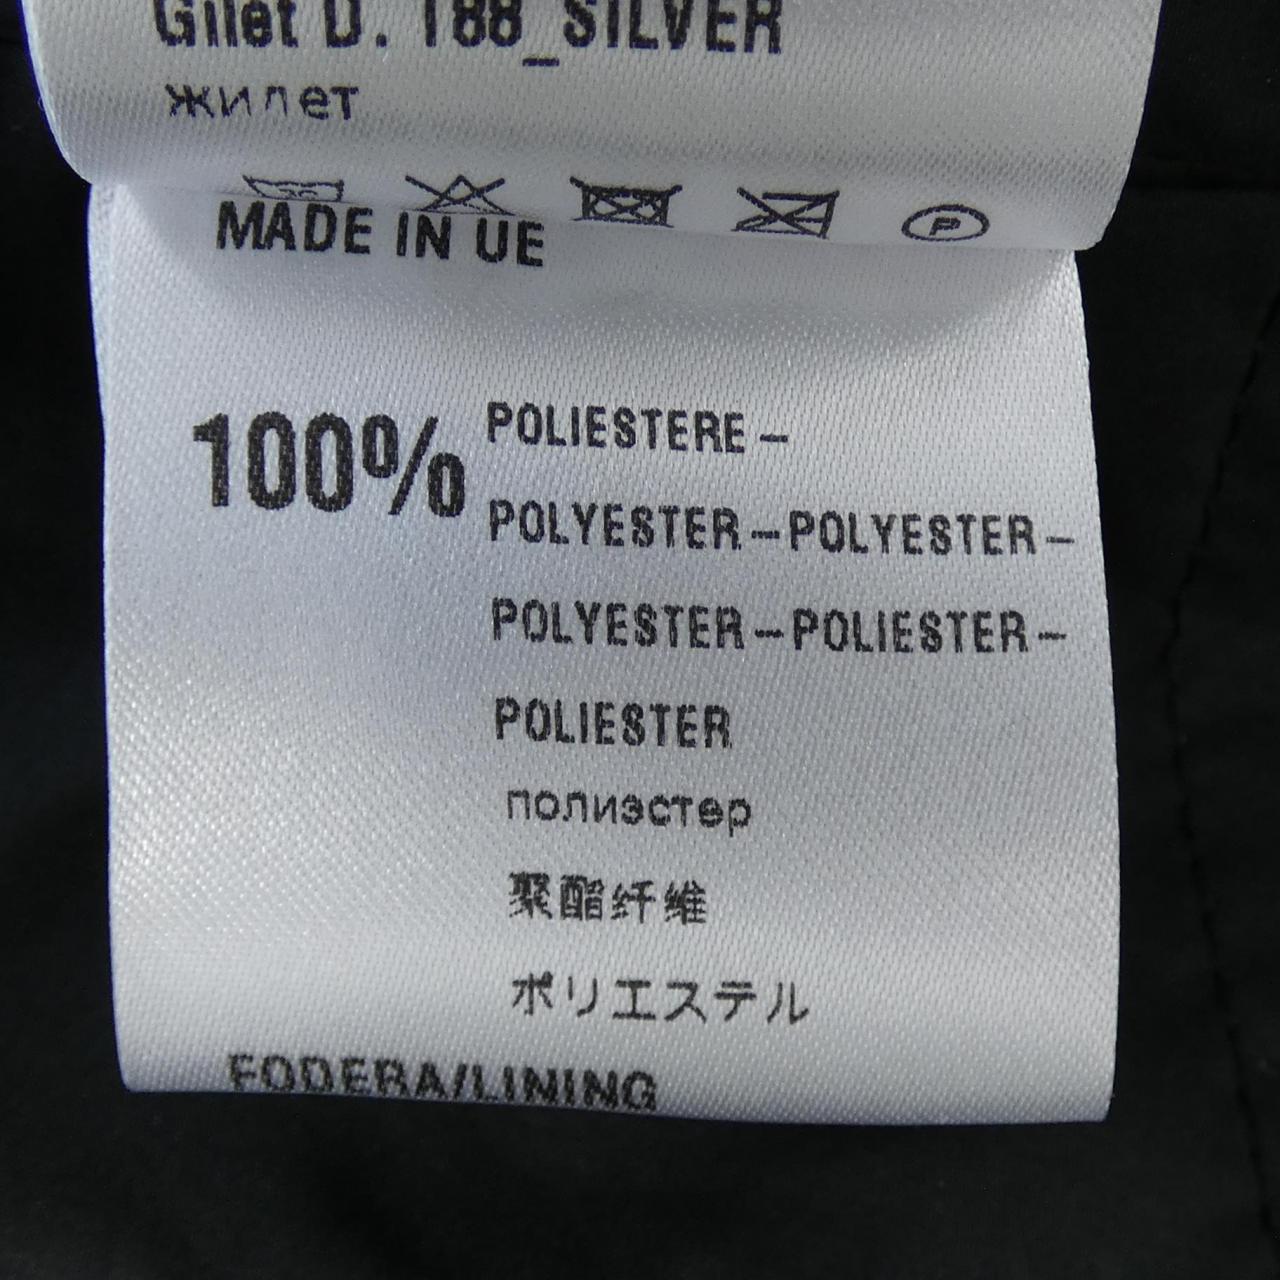 Gilet D. 188_SILVER
жилет
MADE IN UE
100% POLIESTERE –
POLYESTER – POLYESTER –
POLYESTER – POLIESTER –
POLIESTER
полиэстер
聚酯纤维
ポリエステル
FODERA/LINING